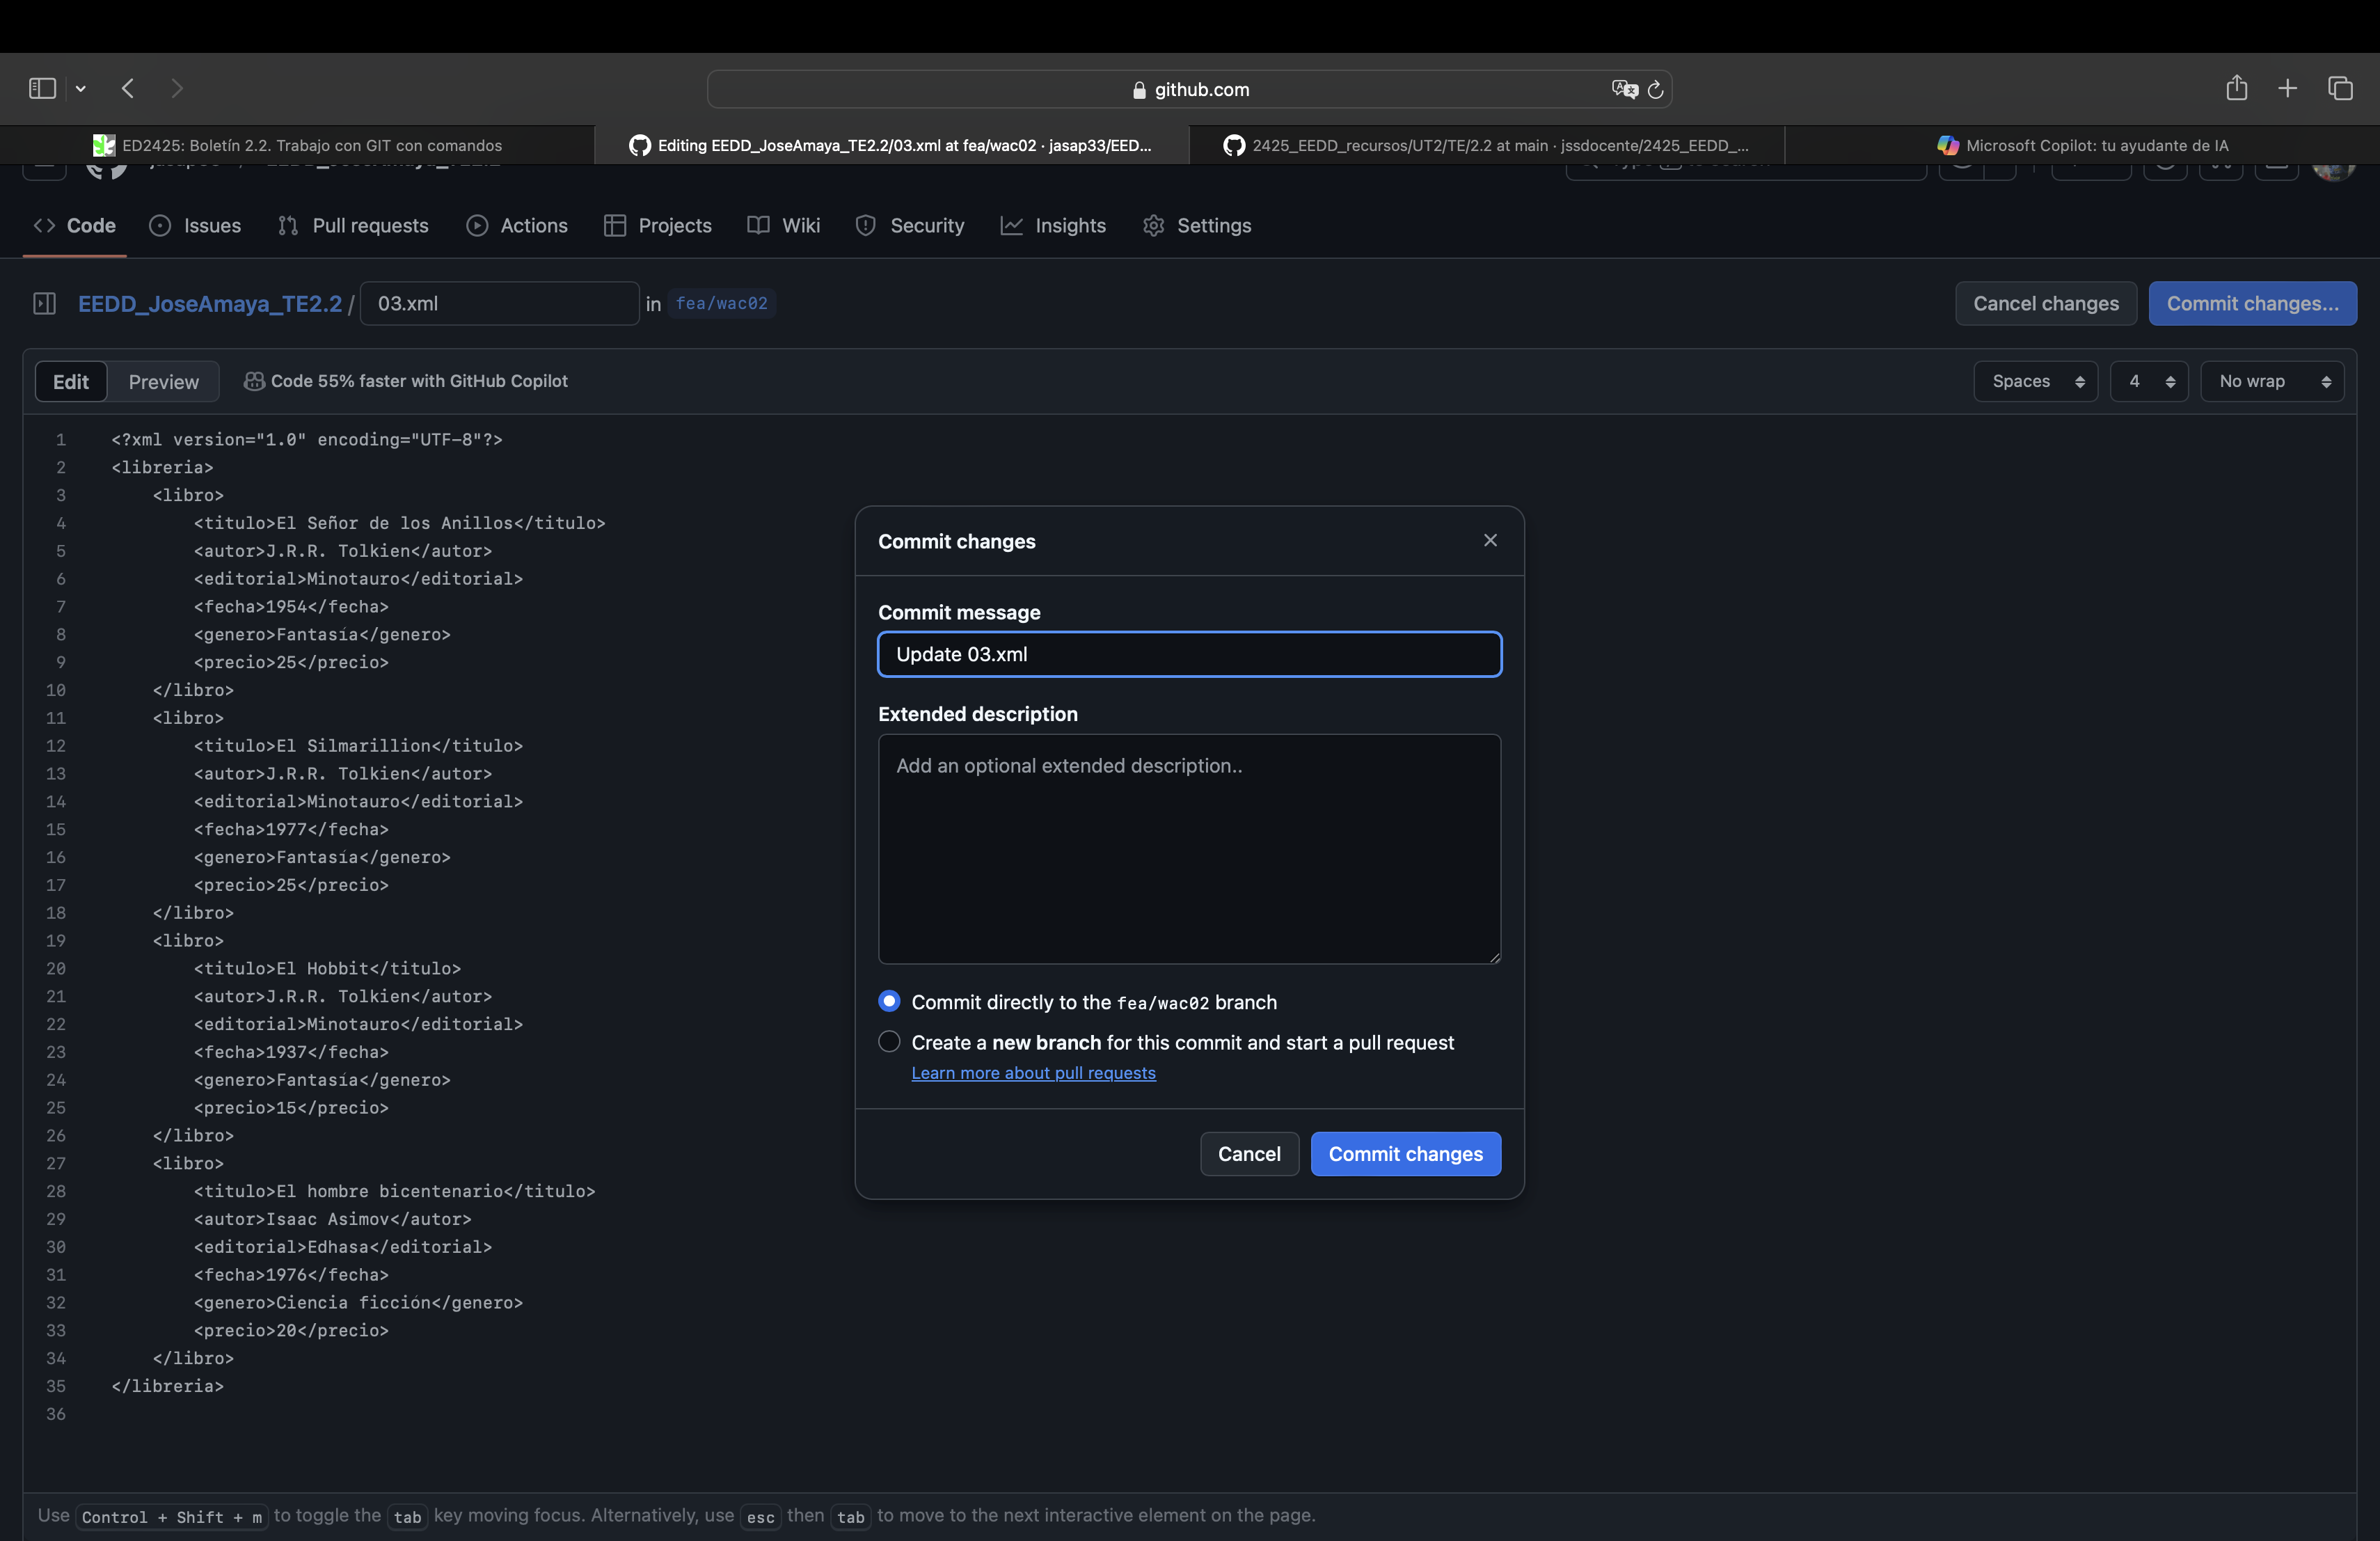 github.com
ED2425: Boletín 2.2. Trabajo con GIT con comandos
Editing EEDD_JoseAmaya_TE2.2/03.xml at fea/wac02 · jasap33/EED...
2425_EEDD_recursos/UT2/TE/2.2 at main · jssdocente/2425_EEDD_...
Microsoft Copilot: tu ayudante de IA
Code
Issues
Pull requests
Actions
Projects
Wiki
Security
Insights
Settings
EEDD_JoseAmaya_TE2.2 / 03.xml in fea/wac02
Cancel changes
Commit changes...
Edit
Preview
Code 55% faster with GitHub Copilot
Spaces
4
No wrap
1 <?xml version="1.0" encoding="UTF-8"?>
2 <libreria>
3 <libro>
4 <titulo>El Señor de los Anillos</titulo>
5 <autor>J.R.R. Tolkien</autor>
6 <editorial>Minotauro</editorial>
7 <fecha>1954</fecha>
8 <genero>Fantasía</genero>
9 <precio>25</precio>
10 </libro>
11 <libro>
12 <titulo>El Silmarillion</titulo>
13 <autor>J.R.R. Tolkien</autor>
14 <editorial>Minotauro</editorial>
15 <fecha>1977</fecha>
16 <genero>Fantasía</genero>
17 <precio>25</precio>
18 </libro>
19 <libro>
20 <titulo>El Hobbit</titulo>
21 <autor>J.R.R. Tolkien</autor>
22 <editorial>Minotauro</editorial>
23 <fecha>1937</fecha>
24 <genero>Fantasía</genero>
25 <precio>15</precio>
26 </libro>
27 <libro>
28 <titulo>El hombre bicentenario</titulo>
29 <autor>Isaac Asimov</autor>
30 <editorial>Edhasa</editorial>
31 <fecha>1976</fecha>
32 <genero>Ciencia ficción</genero>
33 <precio>20</precio>
34 </libro>
35 </libreria>
36
Commit changes
Commit message
Update 03.xml
Extended description
Add an optional extended description..
Commit directly to the fea/wac02 branch
Create a new branch for this commit and start a pull request
Learn more about pull requests
Cancel
Commit changes
Use Control + Shift + m to toggle the tab key moving focus. Alternatively, use esc then tab to move to the next interactive element on the page.